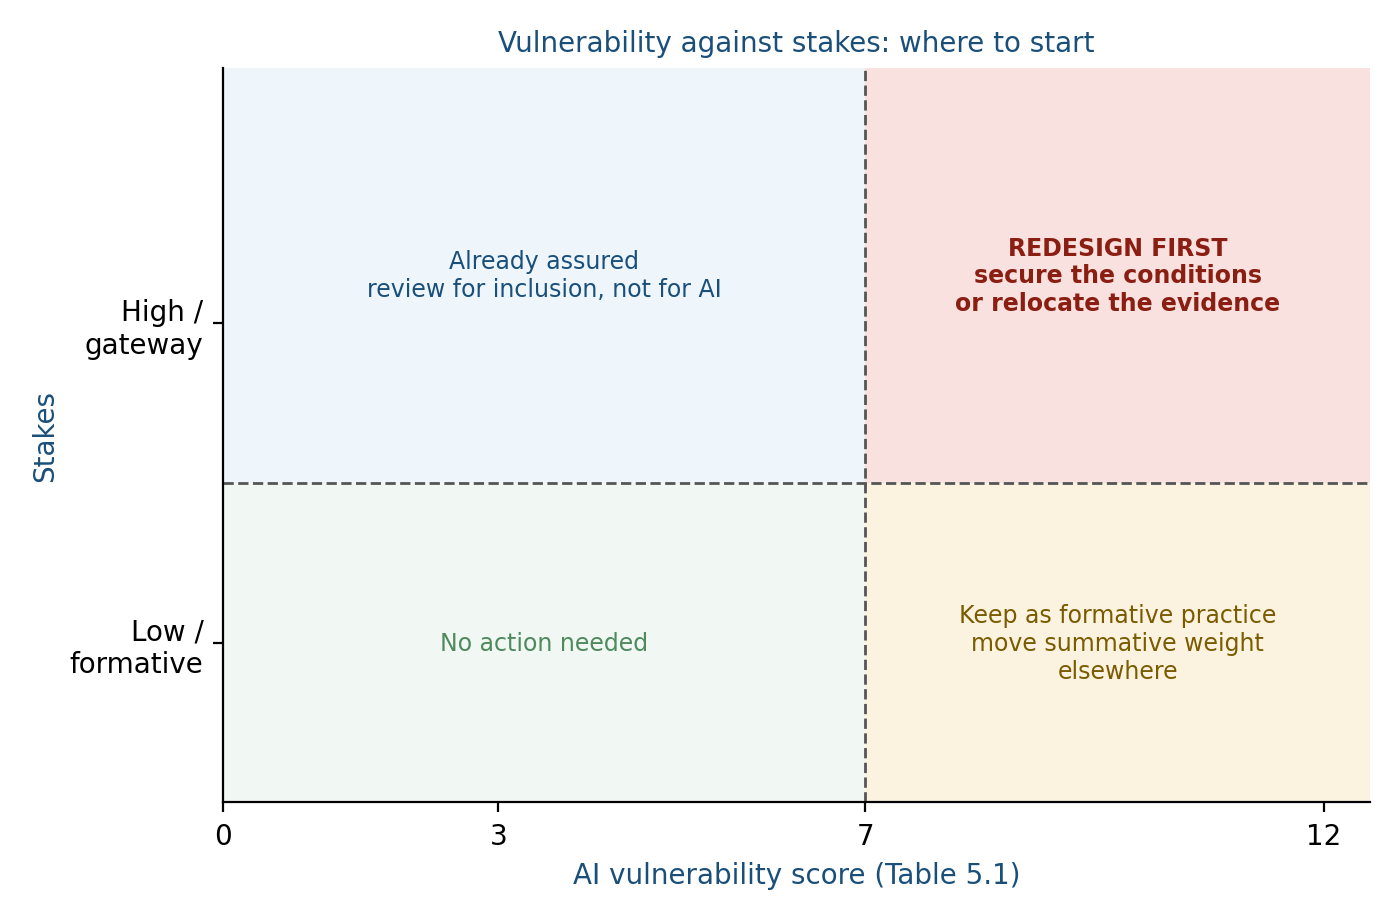 Vulnerability against stakes: where to start
Already assured
review for inclusion, not for AI
REDESIGN FIRST
secure the conditions
or relocate the evidence
High /
gateway
Stakes
Low /
formative
No action needed
Keep as formative practice
move summative weight
elsewhere
0 3 7 12
AI vulnerability score (Table 5.1)